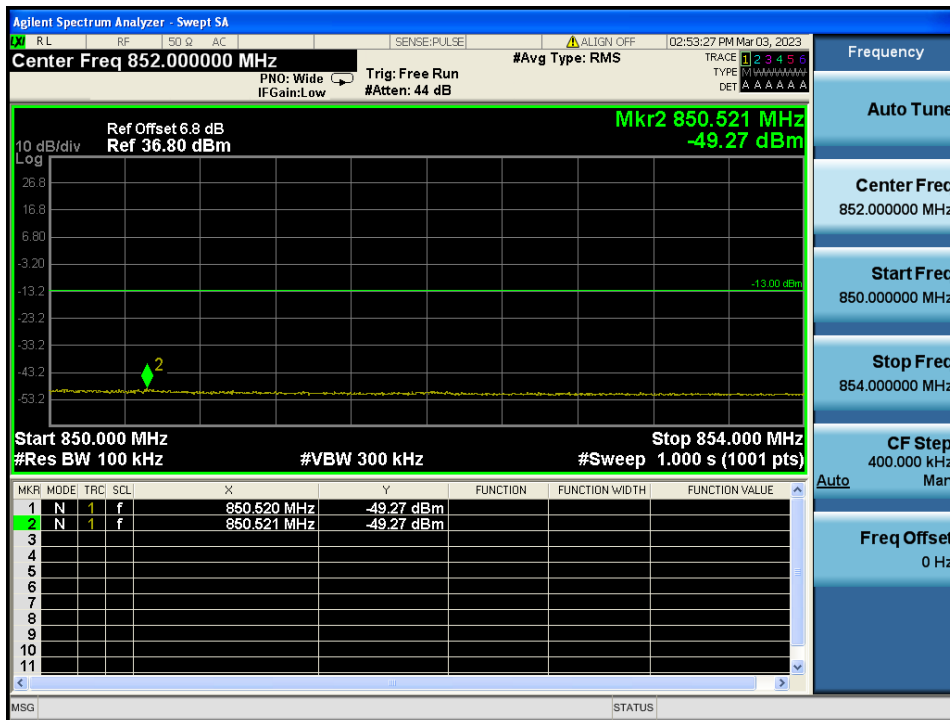 Agilent Spectrum Analyzer - Swept SA
LXI RL RF 50 Ω AC SENSE:PULSE ALIGN OFF 02:53:27 PM Mar 03, 2023
Center Freq 852.000000 MHz
PNO: Wide
IFGain:Low
Trig: Free Run
#Atten: 44 dB
#Avg Type: RMS
TRACE 1 2 3 4 5 6
TYPE M WWWWW
DET A A A A A A
Mkr2 850.521 MHz
-49.27 dBm
Ref Offset 6.8 dB
10 dB/div Ref 36.80 dBm
Log
26.8
16.8
6.80
-3.20
-13.2
-13.00 dBm
-23.2
-33.2
-43.2
2
-53.2
Start 850.000 MHz Stop 854.000 MHz
#Res BW 100 kHz #VBW 300 kHz #Sweep 1.000 s (1001 pts)
MKR MODE TRC SCL X Y FUNCTION FUNCTION WIDTH FUNCTION VALUE
1 N 1 f 850.520 MHz -49.27 dBm
2 N 1 f 850.521 MHz -49.27 dBm
3
4
5
6
7
8
9
10
11
MSG STATUS
Frequency
Auto Tune
Center Freq
852.000000 MHz
Start Freq
850.000000 MHz
Stop Freq
854.000000 MHz
CF Step
400.000 kHz
Auto Man
Freq Offset
0 Hz